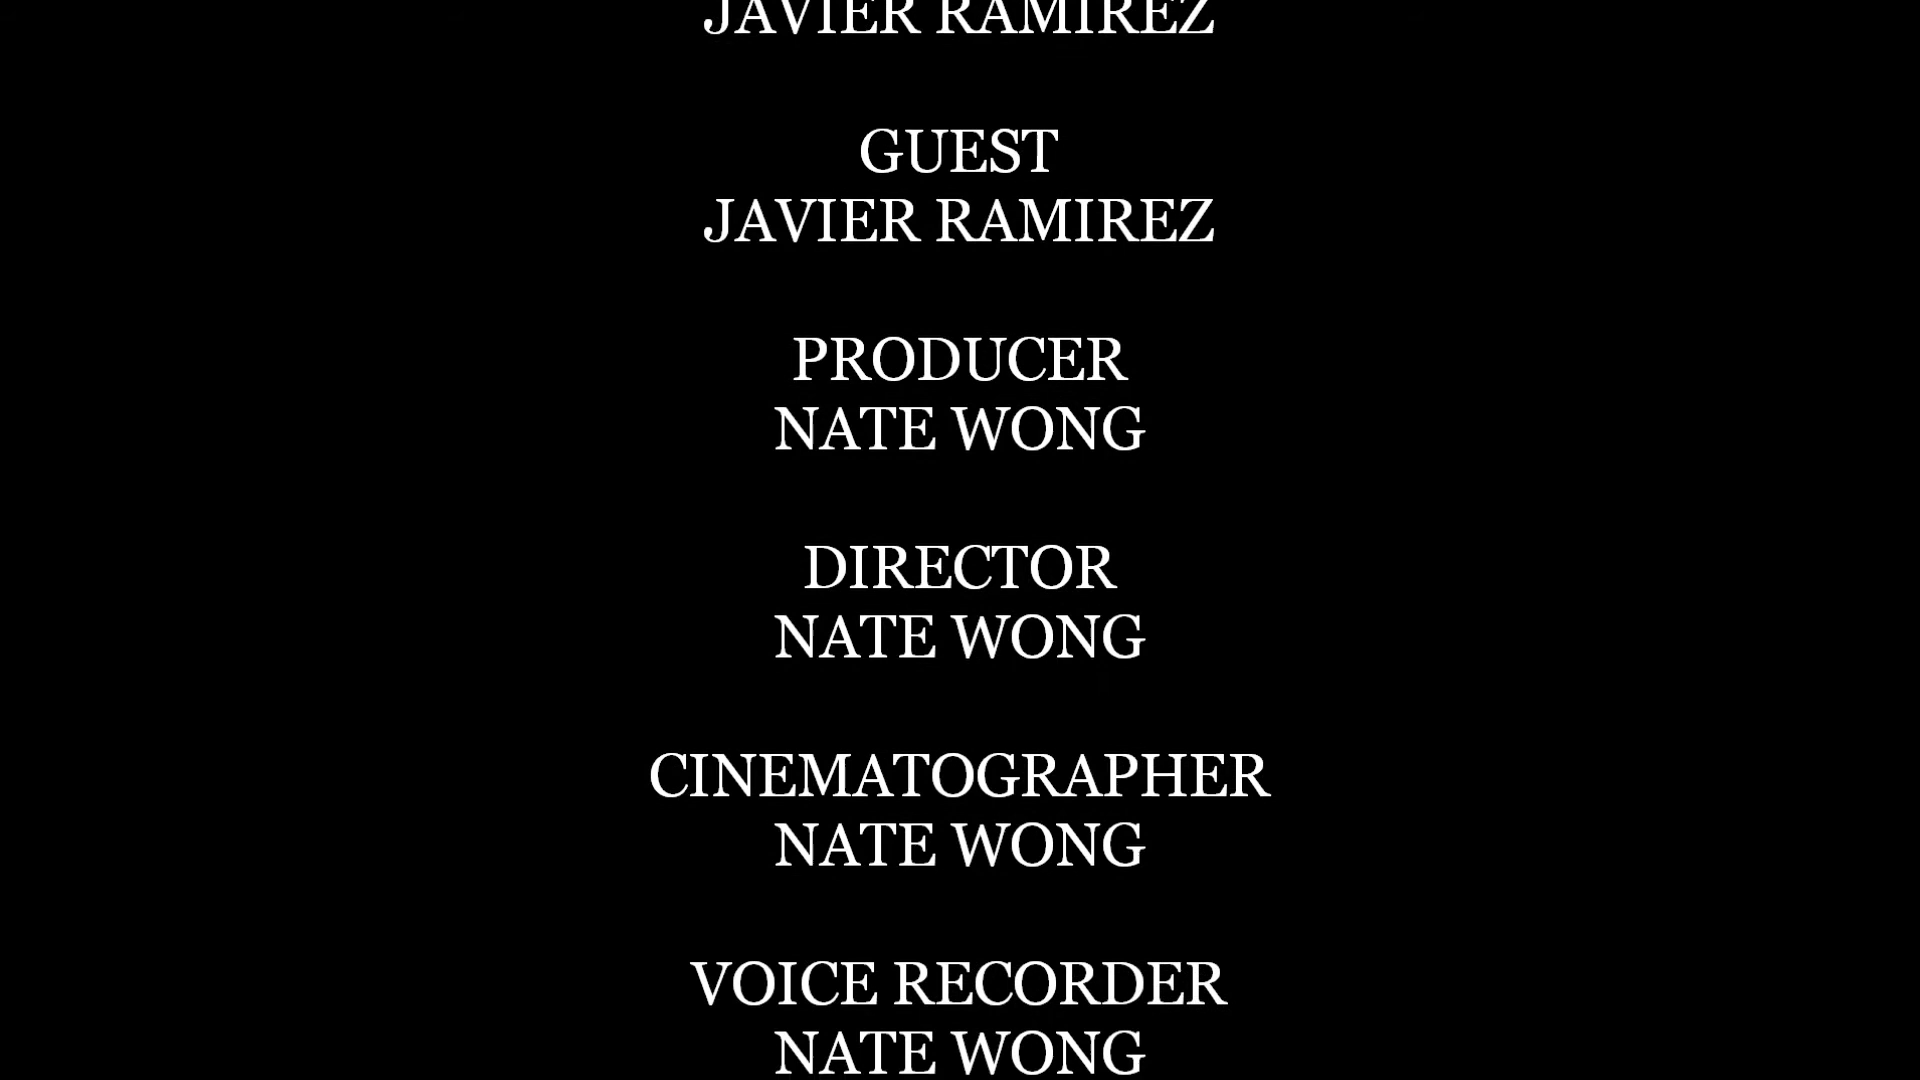 JAVIER RAMIREZ
GUEST
JAVIER RAMIREZ
PRODUCER
NATE WONG
DIRECTOR
NATE WONG
CINEMATOGRAPHER
NATE WONG
VOICE RECORDER
NATE WONG